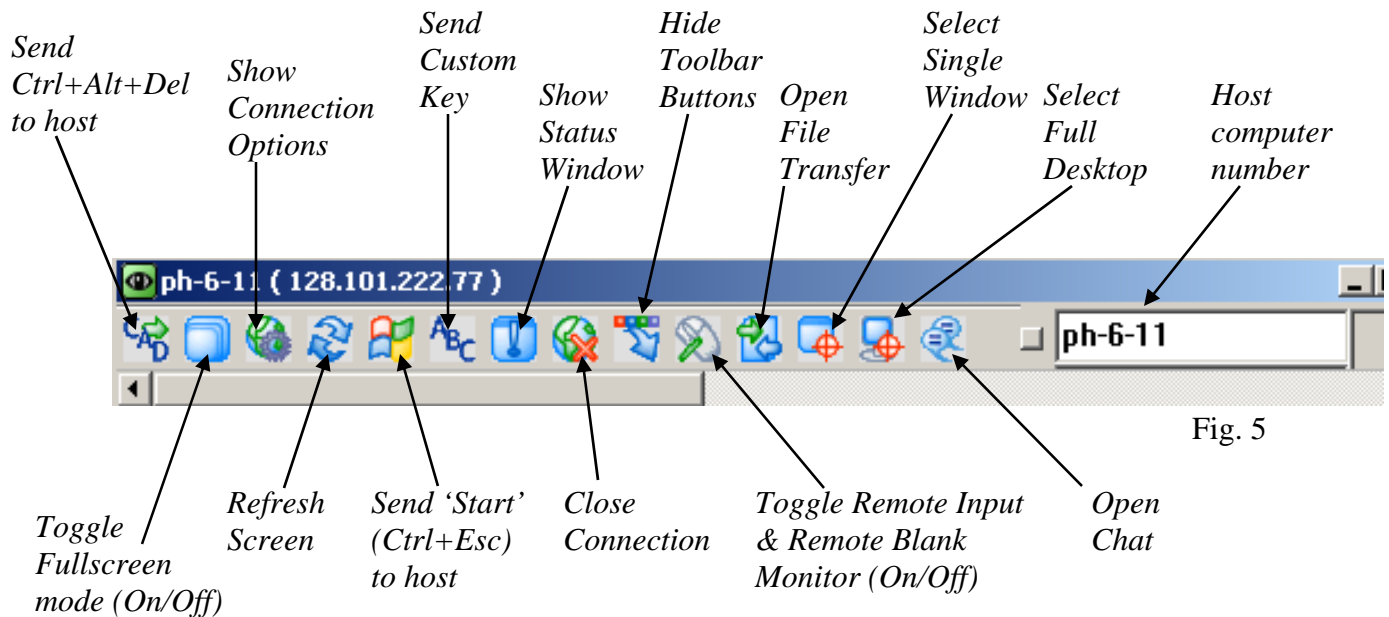 Send
Ctrl+Alt+Del
to host
Show
Connection
Options
Send
Custom
Key
Show
Status
Window
Hide
Toolbar
Buttons
Open
File
Transfer
Select
Single
Window
Select
Full
Desktop
Host
computer
number
ph-6-11 ( 128.101.222.77 )
CAD
ABC
ph-6-11
Fig. 5
Toggle
Fullscreen
mode (On/Off)
Refresh
Screen
Send ‘Start’
(Ctrl+Esc)
to host
Close
Connection
Toggle Remote Input
& Remote Blank
Monitor (On/Off)
Open
Chat